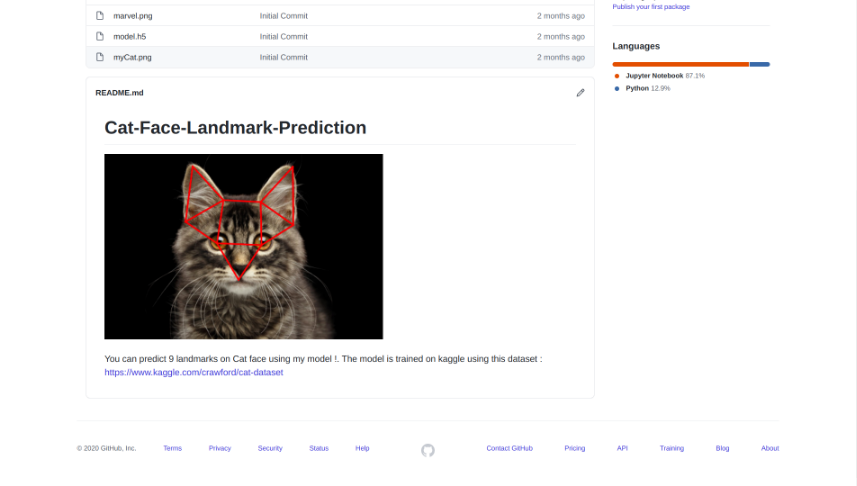 Publish your first package
marvel.png Initial Commit 2 months ago
model.h5 Initial Commit 2 months ago
myCat.png Initial Commit 2 months ago
Languages
Jupyter Notebook 87.1%
Python 12.9%
README.md
Cat-Face-Landmark-Prediction
You can predict 9 landmarks on Cat face using my model !. The model is trained on kaggle using this dataset :
https://www.kaggle.com/crawford/cat-dataset
© 2020 GitHub, Inc. Terms Privacy Security Status Help Contact GitHub Pricing API Training Blog About